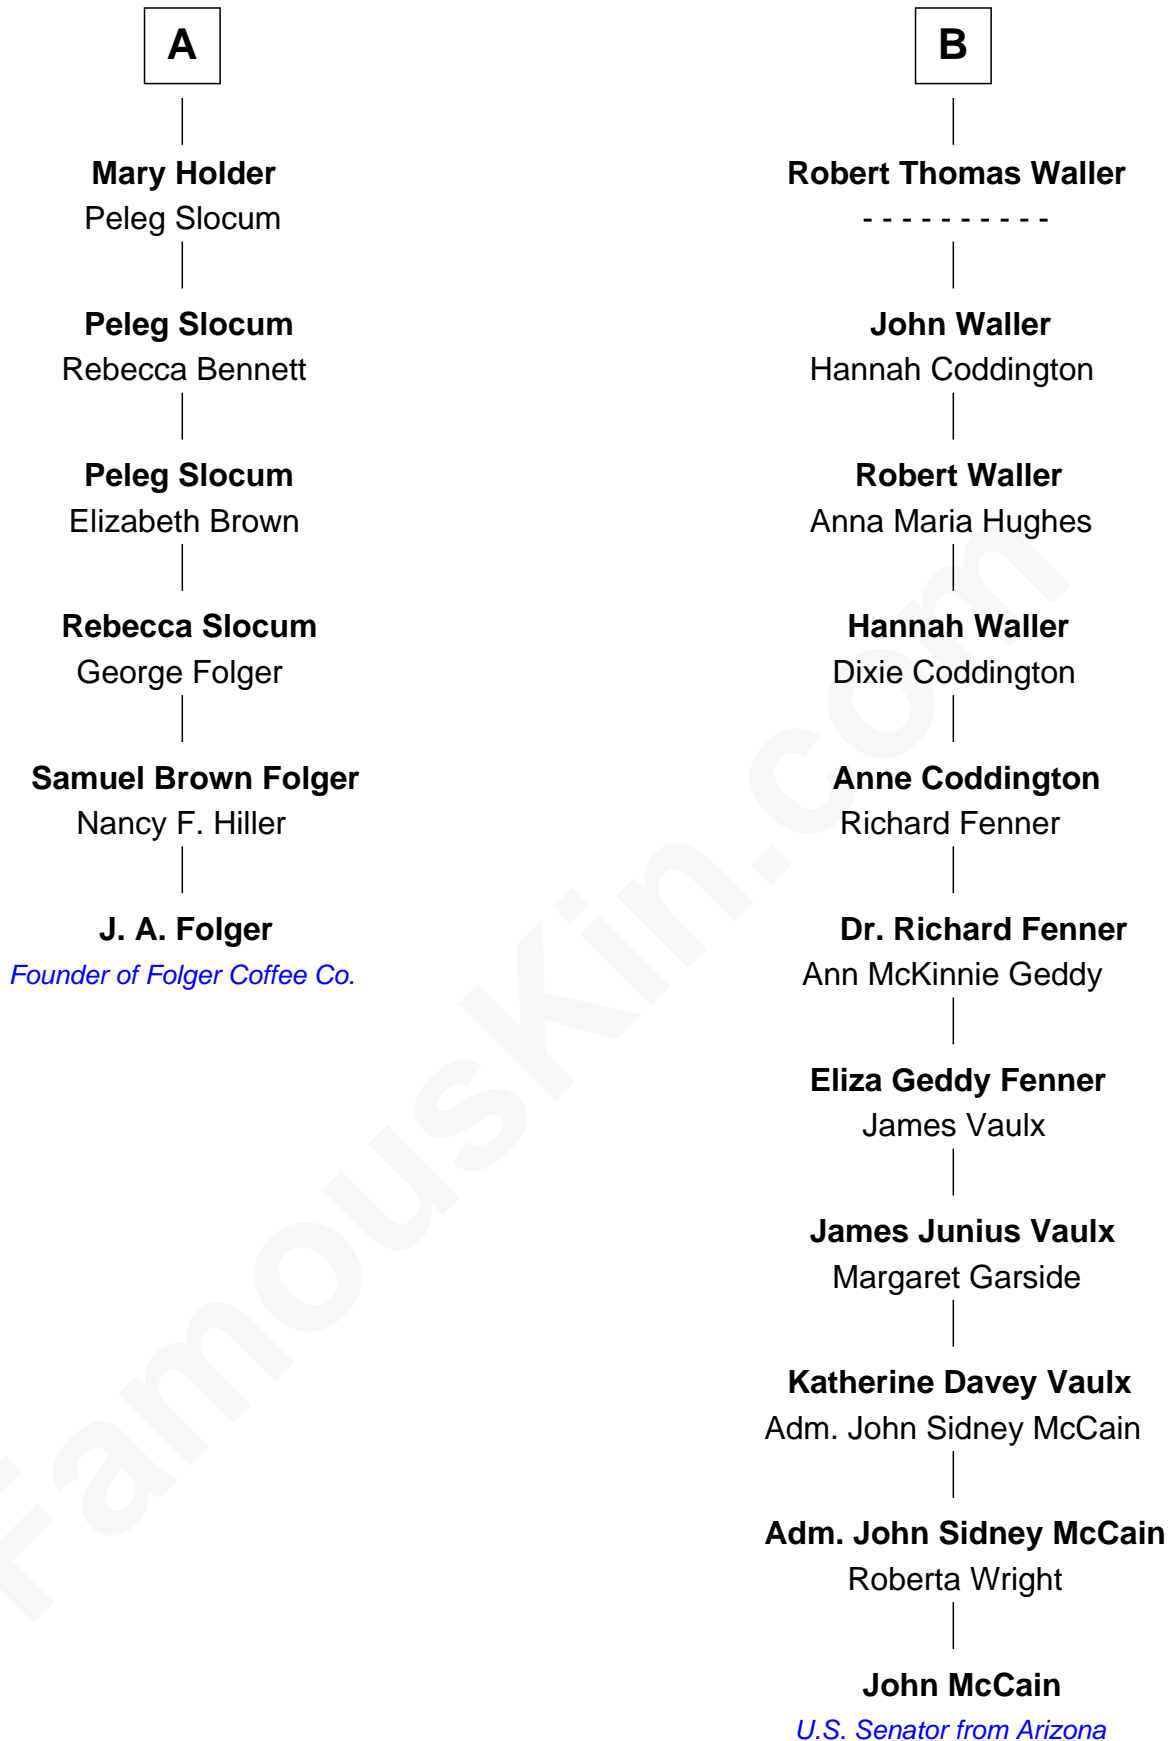 A
Mary Holder
Peleg Slocum
Peleg Slocum
Rebecca Bennett
Peleg Slocum
Elizabeth Brown
Rebecca Slocum
George Folger
Samuel Brown Folger
Nancy F. Hiller
J. A. Folger
Founder of Folger Coffee Co.
B
Robert Thomas Waller
- - - - - - - - - -
John Waller
Hannah Coddington
Robert Waller
Anna Maria Hughes
Hannah Waller
Dixie Coddington
Anne Coddington
Richard Fenner
Dr. Richard Fenner
Ann McKinnie Geddy
Eliza Geddy Fenner
James Vaulx
James Junius Vaulx
Margaret Garside
Katherine Davey Vaulx
Adm. John Sidney McCain
Adm. John Sidney McCain
Roberta Wright
John McCain
U.S. Senator from Arizona
FamousKin.com